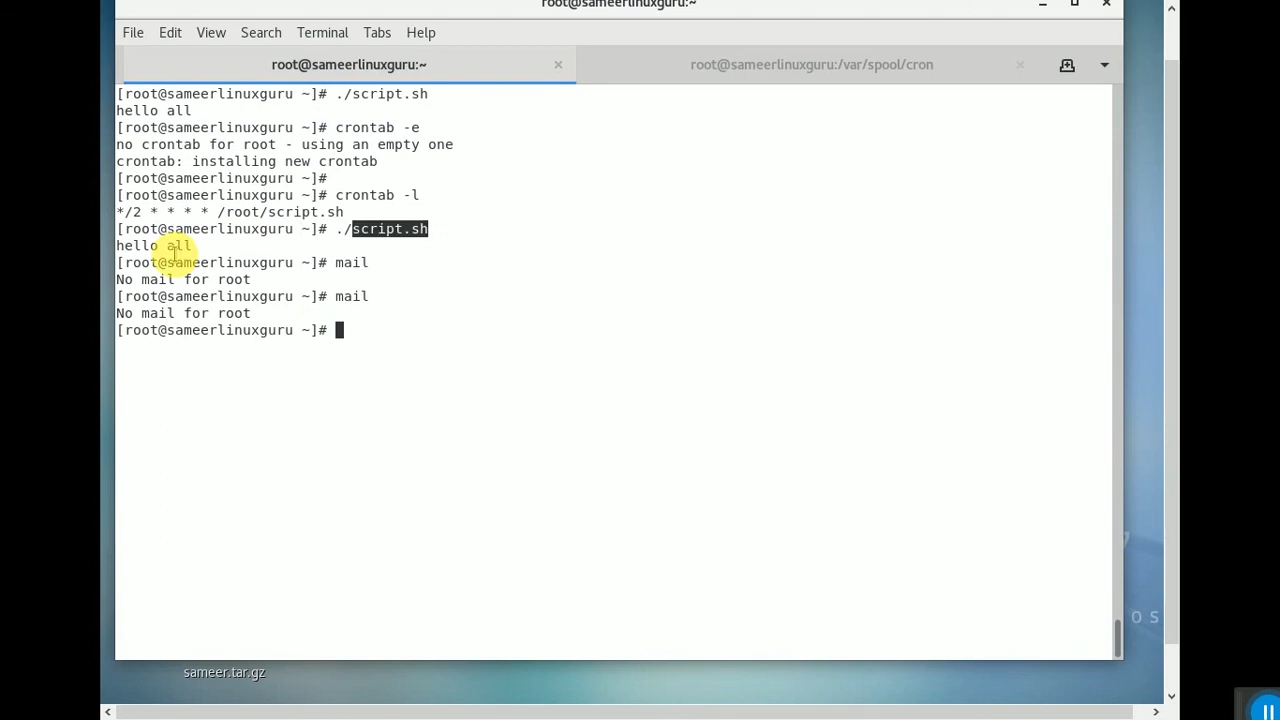 root@sameerlinuxguru:~
File Edit View Search Terminal Tabs Help
root@sameerlinuxguru:~ × root@sameerlinuxguru:/var/spool/cron ×
[root@sameerlinuxguru ~]# ./script.sh
hello all
[root@sameerlinuxguru ~]# crontab -e
no crontab for root - using an empty one
crontab: installing new crontab
[root@sameerlinuxguru ~]#
[root@sameerlinuxguru ~]# crontab -l
*/2 * * * * /root/script.sh
[root@sameerlinuxguru ~]# ./script.sh
hello all
[root@sameerlinuxguru ~]# mail
No mail for root
[root@sameerlinuxguru ~]# mail
No mail for root
[root@sameerlinuxguru ~]#
7
OS
sameer.tar.gz